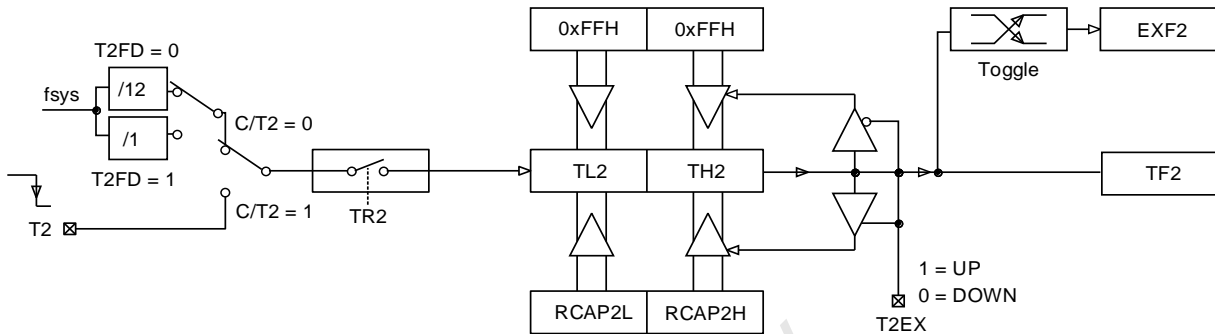 0xFFH 0xFFH
EXF2
Toggle
T2FD = 0
/12
fsys
C/T2 = 0
/1
T2FD = 1
TL2 TH2
TF2
C/T2 = 1
TR2
T2
1 = UP
0 = DOWN
RCAP2L RCAP2H
T2EX